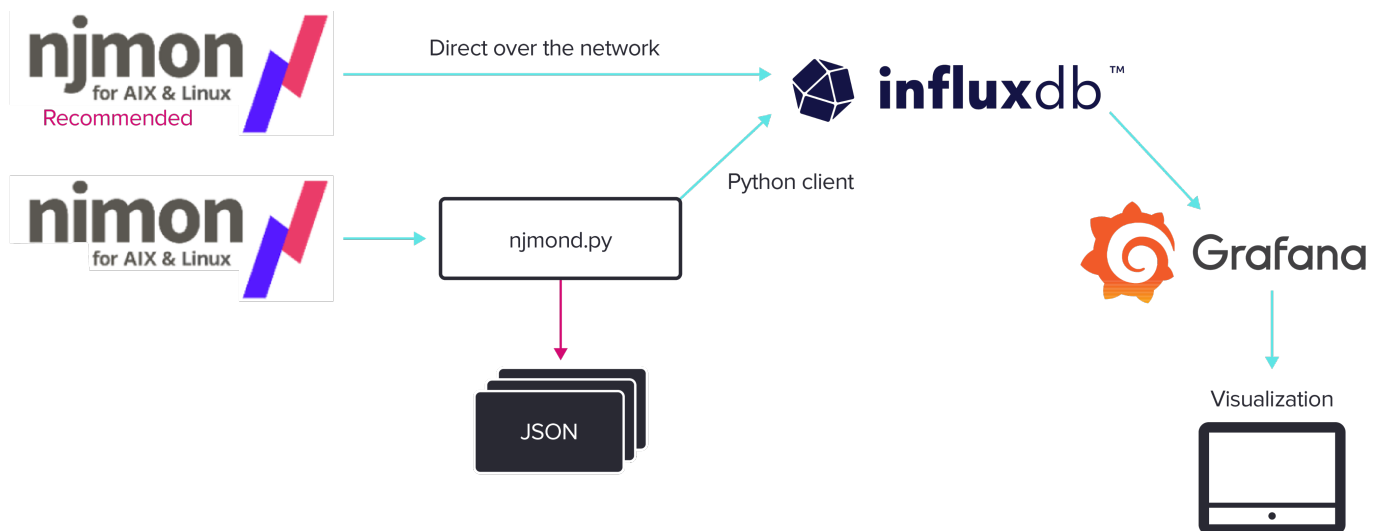 njmon
for AIX & Linux
Recommended
Direct over the network
influxdb™
nimon
for AIX & Linux
njmond.py
Python client
Grafana
JSON
Visualization